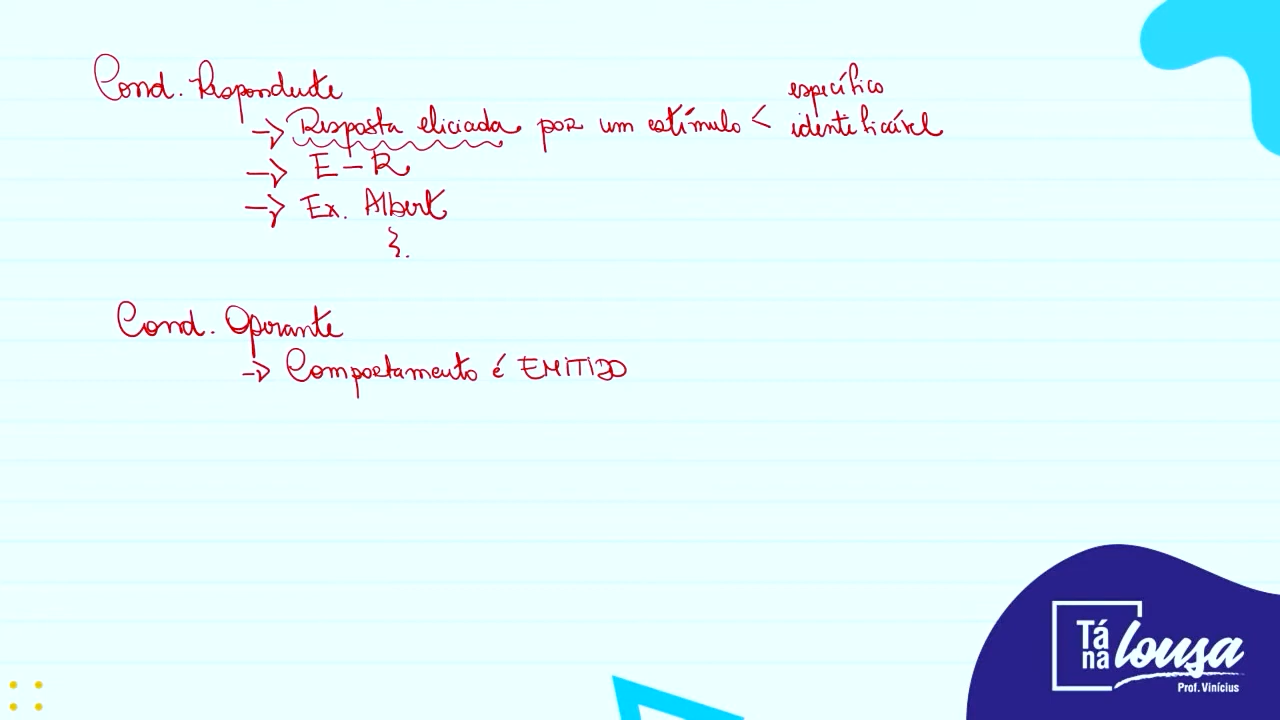 Cond. Respondente
específico
→ Resposta eliciada por um estímulo < identificável
→ E – R
→ Ex. Albert
Cond. Operante
→ Comportamento é EMITIDO
Tá
na lousa
Prof. Vinícius